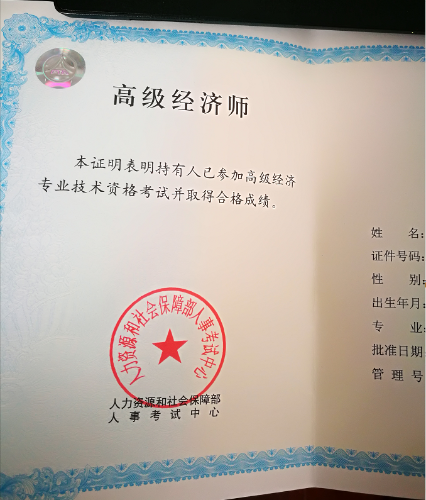 高级经济师
本证明表明持有人已参加高级经济
专业技术资格考试并取得合格成绩。
人力资源和社会保障部人事考试中心
人力资源和社会保障部
人事考试中心
姓 名：
证件号码：
性 别：
出生年月：
专 业：
批准日期：
管理号